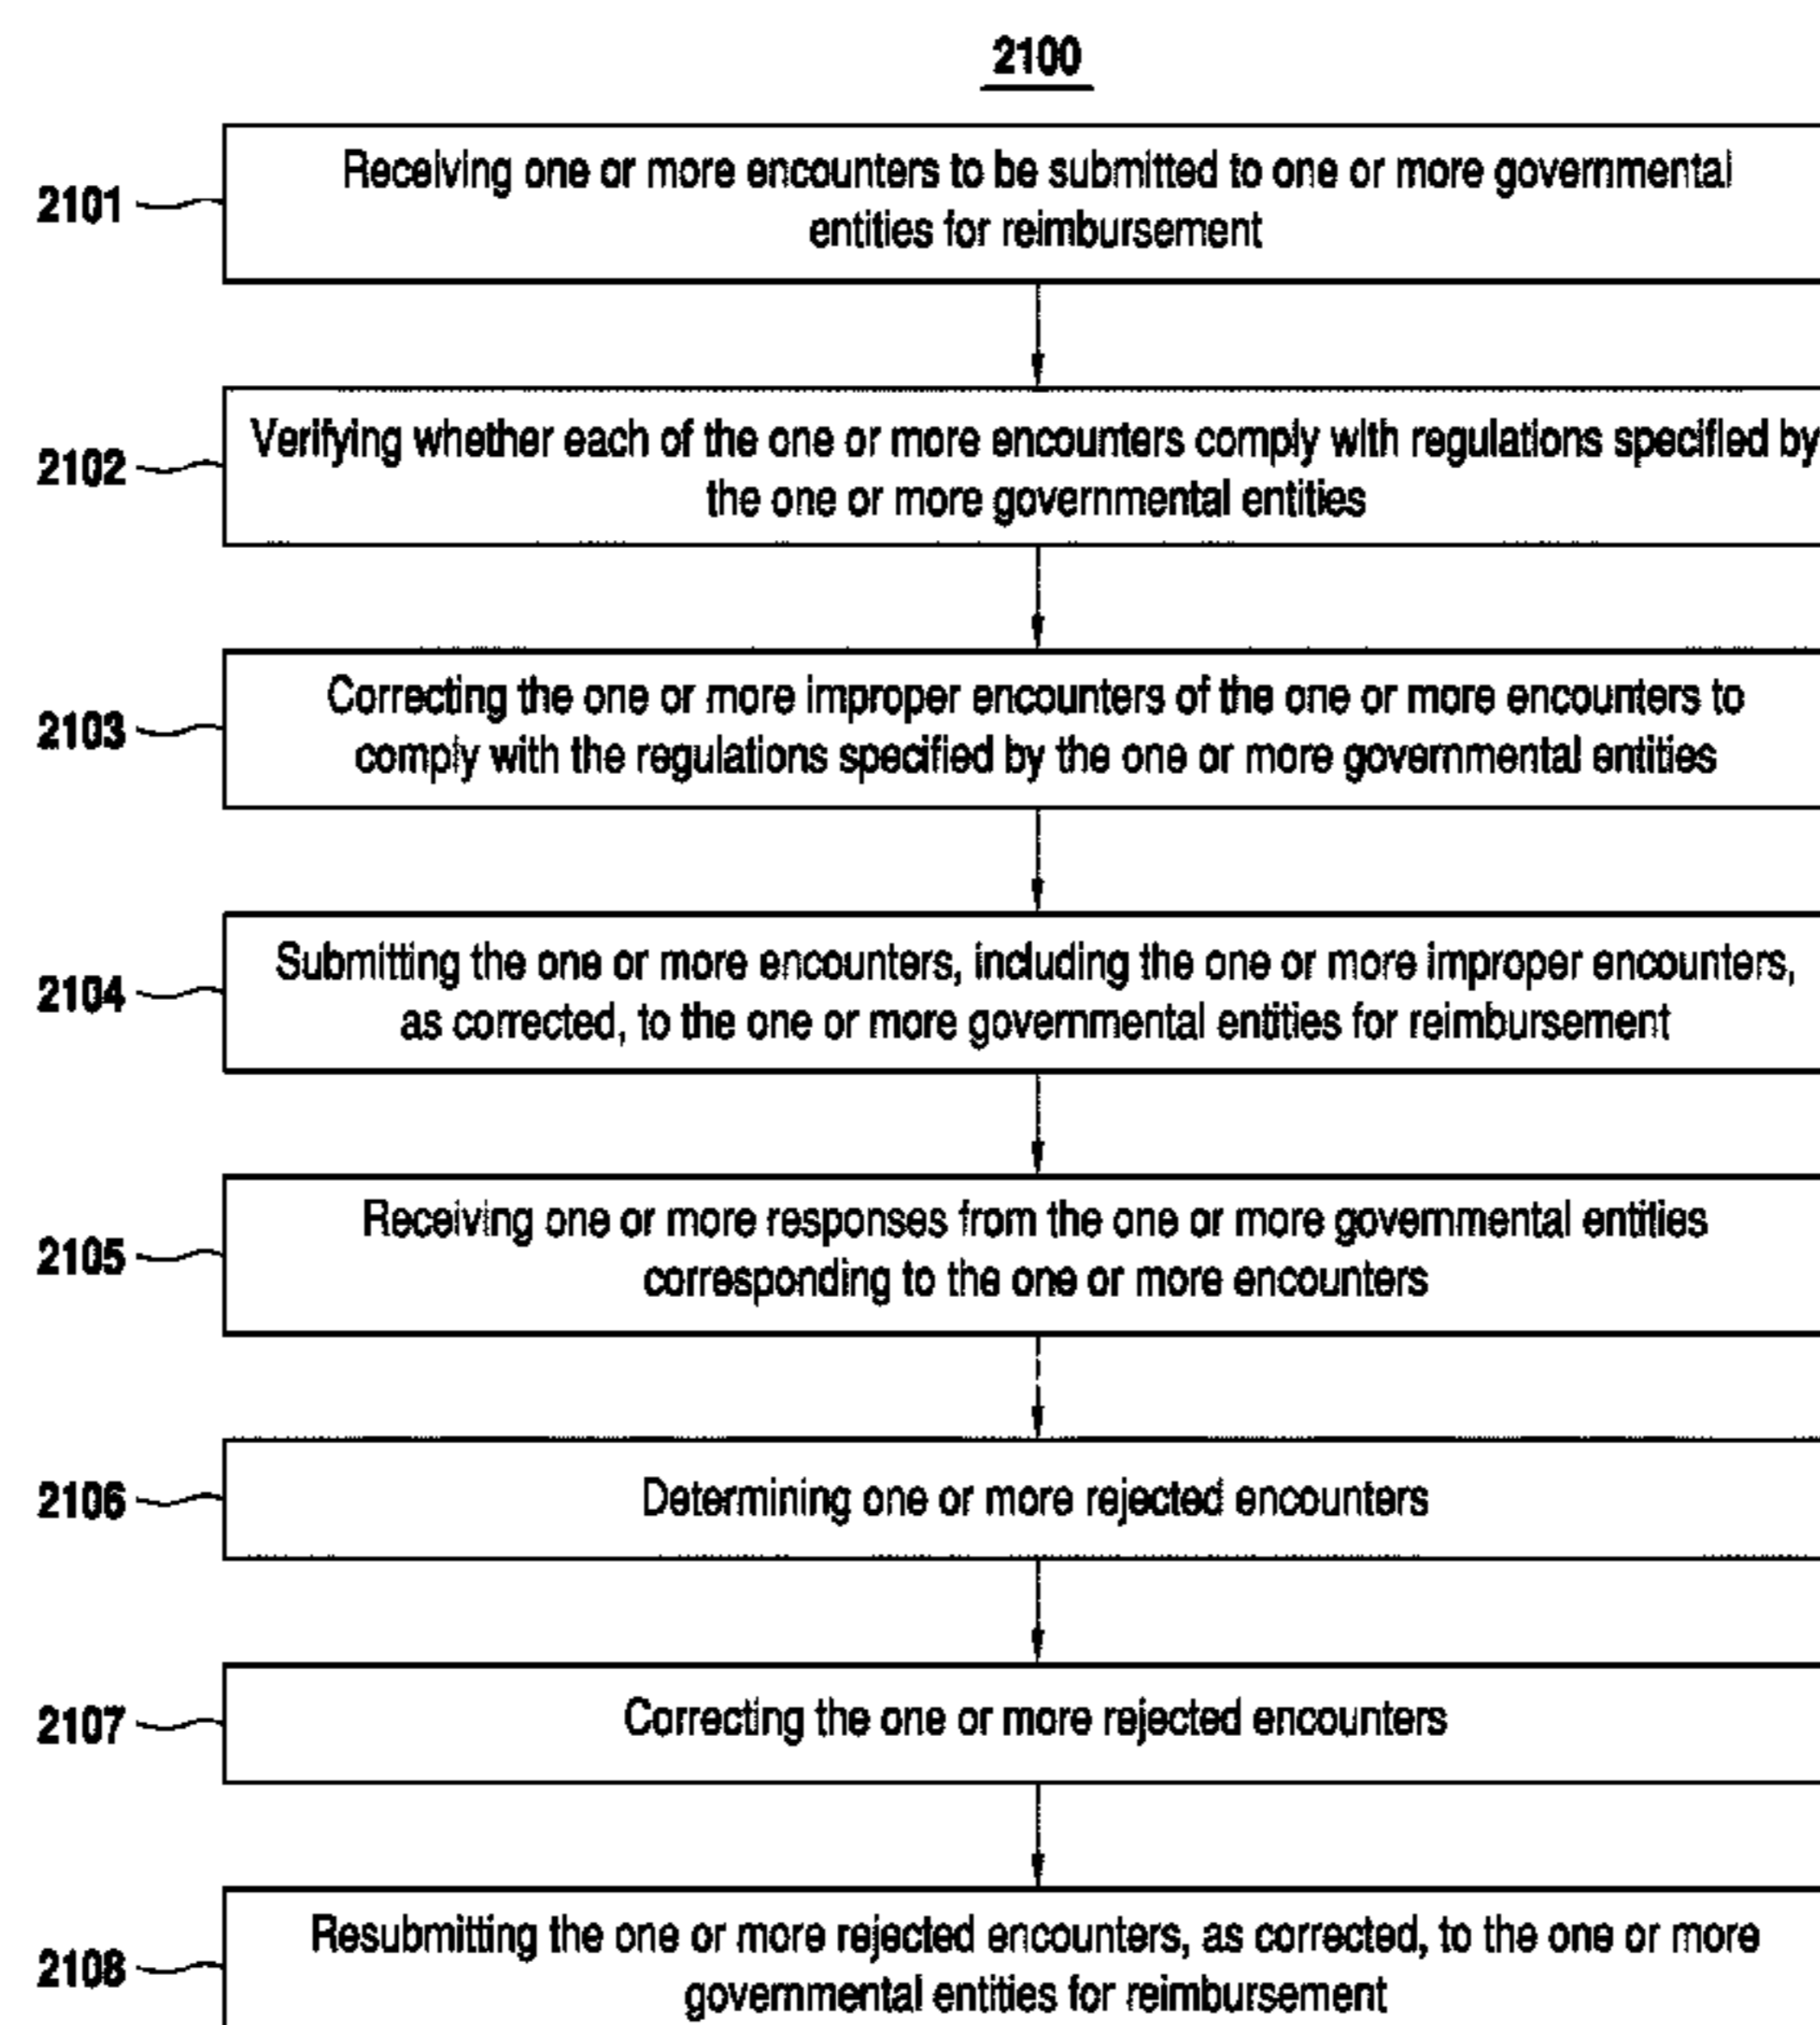 2100
2101
Receiving one or more encounters to be submitted to one or more governmental
entities for reimbursement
2102
Verifying whether each of the one or more encounters comply with regulations specified by
the one or more governmental entities
2103
Correcting the one or more improper encounters of the one or more encounters to
comply with the regulations specified by the one or more governmental entities
2104
Submitting the one or more encounters, including the one or more improper encounters,
as corrected, to the one or more governmental entities for reimbursement
2105
Receiving one or more responses from the one or more governmental entities
corresponding to the one or more encounters
2106
Determining one or more rejected encounters
2107
Correcting the one or more rejected encounters
2108
Resubmitting the one or more rejected encounters, as corrected, to the one or more
governmental entities for reimbursement